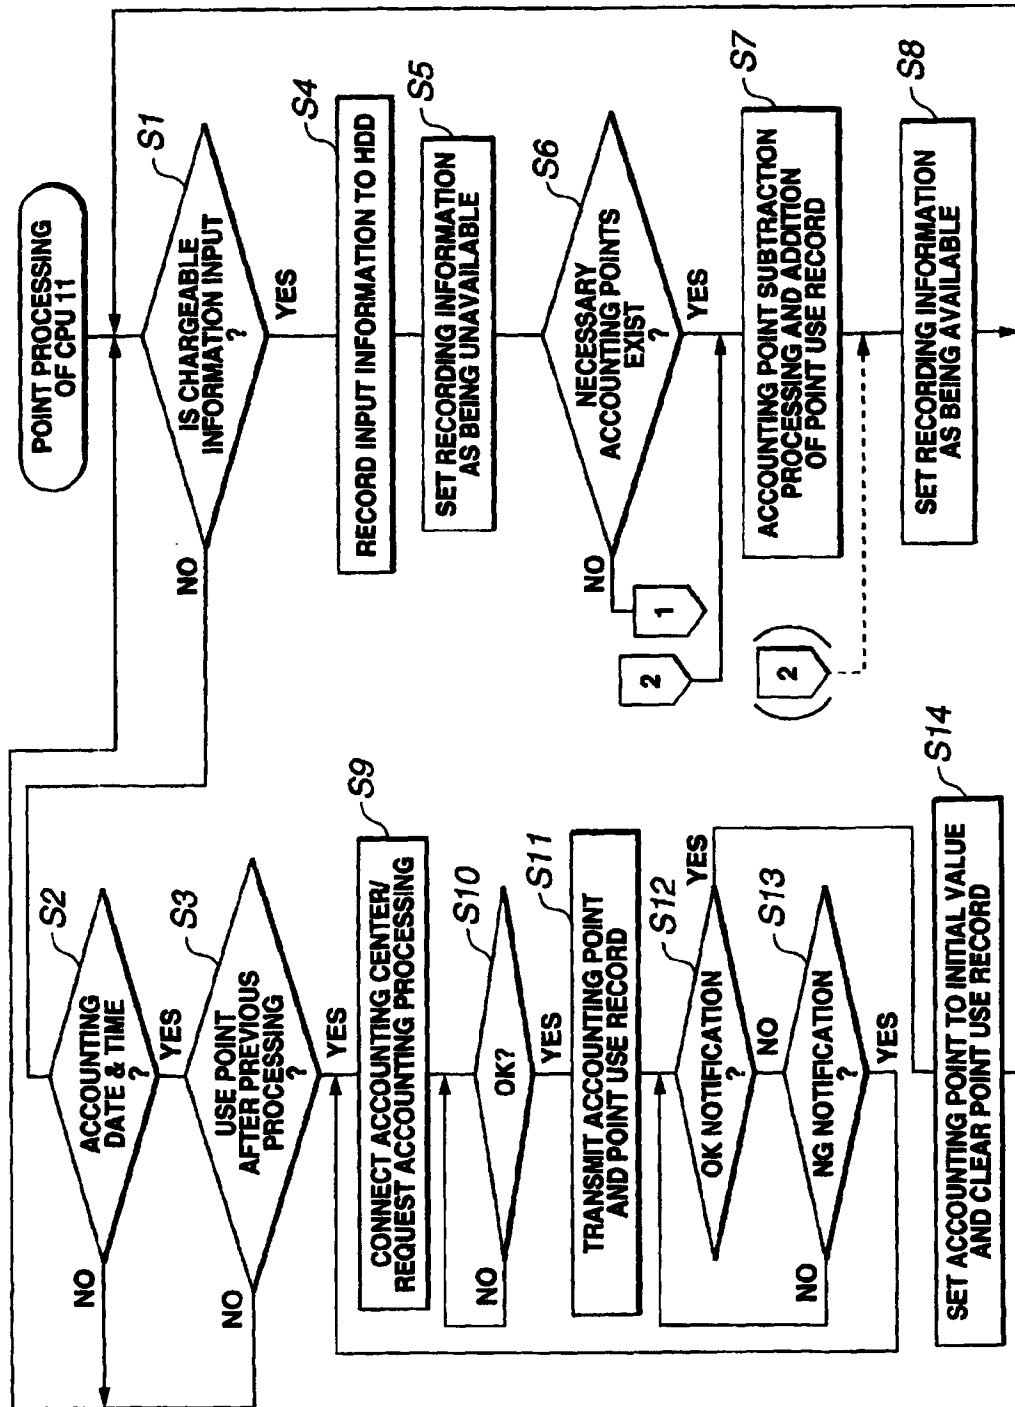 POINT PROCESSING
OF CPU 11
IS CHARGEABLE
INFORMATION INPUT
?
S1
NO
YES
RECORD INPUT INFORMATION TO HDD
S4
SET RECORDING INFORMATION
AS BEING UNAVAILABLE
S5
NECESSARY
ACCOUNTING POINTS
EXIST
?
S6
NO
YES
1
2
ACCOUNTING POINT SUBTRACTION
PROCESSING AND ADDITION
OF POINT USE RECORD
S7
(2)
SET RECORDING INFORMATION
AS BEING AVAILABLE
S8
ACCOUNTING
DATE & TIME
?
S2
NO
YES
USE POINT
AFTER PREVIOUS
PROCESSING
?
S3
NO
YES
CONNECT ACCOUNTING CENTER/
REQUEST ACCOUNTING PROCESSING
S9
OK?
S10
NO
YES
TRANSMIT ACCOUNTING POINT
AND POINT USE RECORD
S11
OK NOTIFICATION
?
S12
YES
NO
NG NOTIFICATION
?
S13
NO
YES
SET ACCOUNTING POINT TO INITIAL VALUE
AND CLEAR POINT USE RECORD
S14